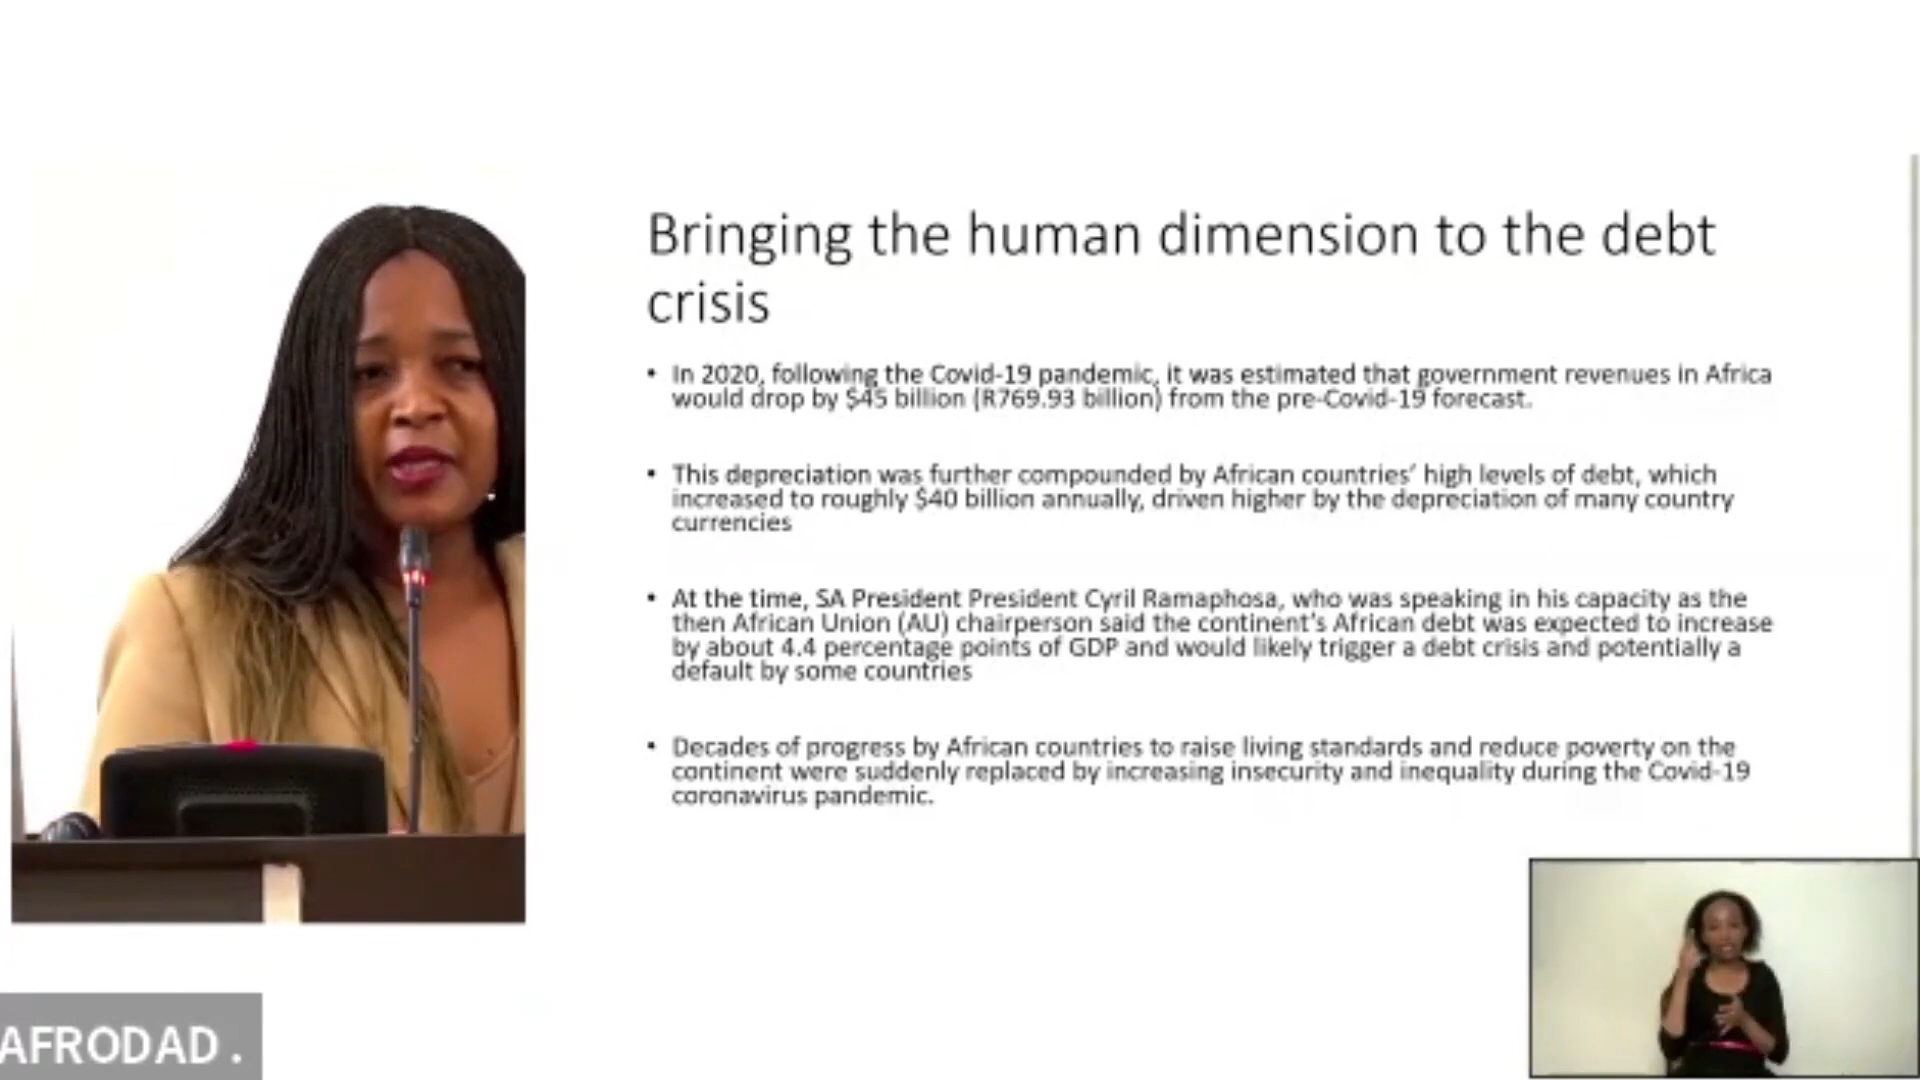 Bringing the human dimension to the debt
crisis
• In 2020, following the Covid-19 pandemic, it was estimated that government revenues in Africa
would drop by $45 billion (R769.93 billion) from the pre-Covid-19 forecast.
• This depreciation was further compounded by African countries’ high levels of debt, which
increased to roughly $40 billion annually, driven higher by the depreciation of many country
currencies
• At the time, SA President President Cyril Ramaphosa, who was speaking in his capacity as the
then African Union (AU) chairperson said the continent’s African debt was expected to increase
by about 4.4 percentage points of GDP and would likely trigger a debt crisis and potentially a
default by some countries
• Decades of progress by African countries to raise living standards and reduce poverty on the
continent were suddenly replaced by increasing insecurity and inequality during the Covid-19
coronavirus pandemic.
AFRODAD .